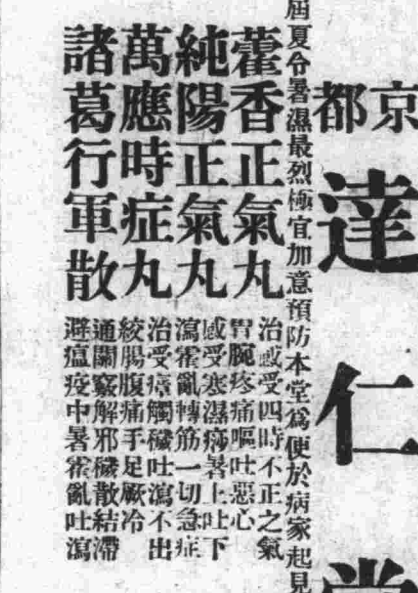 京都
達仁堂
屆夏令暑濕最烈極宜加意預防本堂爲便於病家起見
藿香正氣丸
治感受四時不正之氣
胃腕疼痛嘔吐惡心
純陽正氣丸
感受寒濕痧暑上吐下
瀉藿亂轉筋一切急症
萬應時症丸
治受瘴觸穢吐瀉不出
絞腸腹痛手足厥冷
諸葛行軍散
通關竅解邪穢散結滯
避瘟疫中暑藿亂吐瀉